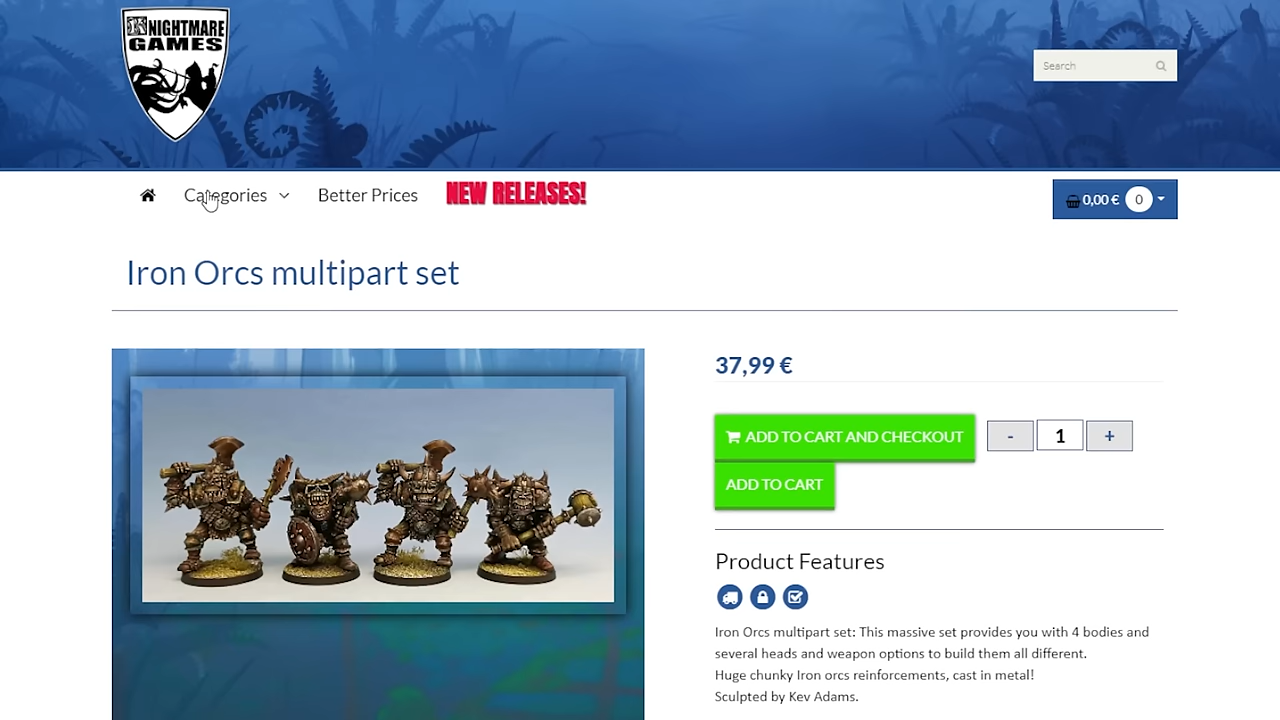 KNIGHTMARE
GAMES
Search
Categories
Better Prices
NEW RELEASES!
0,00 €
0
Iron Orcs multipart set
37,99 €
ADD TO CART AND CHECKOUT
-
1
+
ADD TO CART
Product Features
Iron Orcs multipart set: This massive set provides you with 4 bodies and
several heads and weapon options to build them all different.
Huge chunky Iron orcs reinforcements, cast in metal!
Sculpted by Kev Adams.